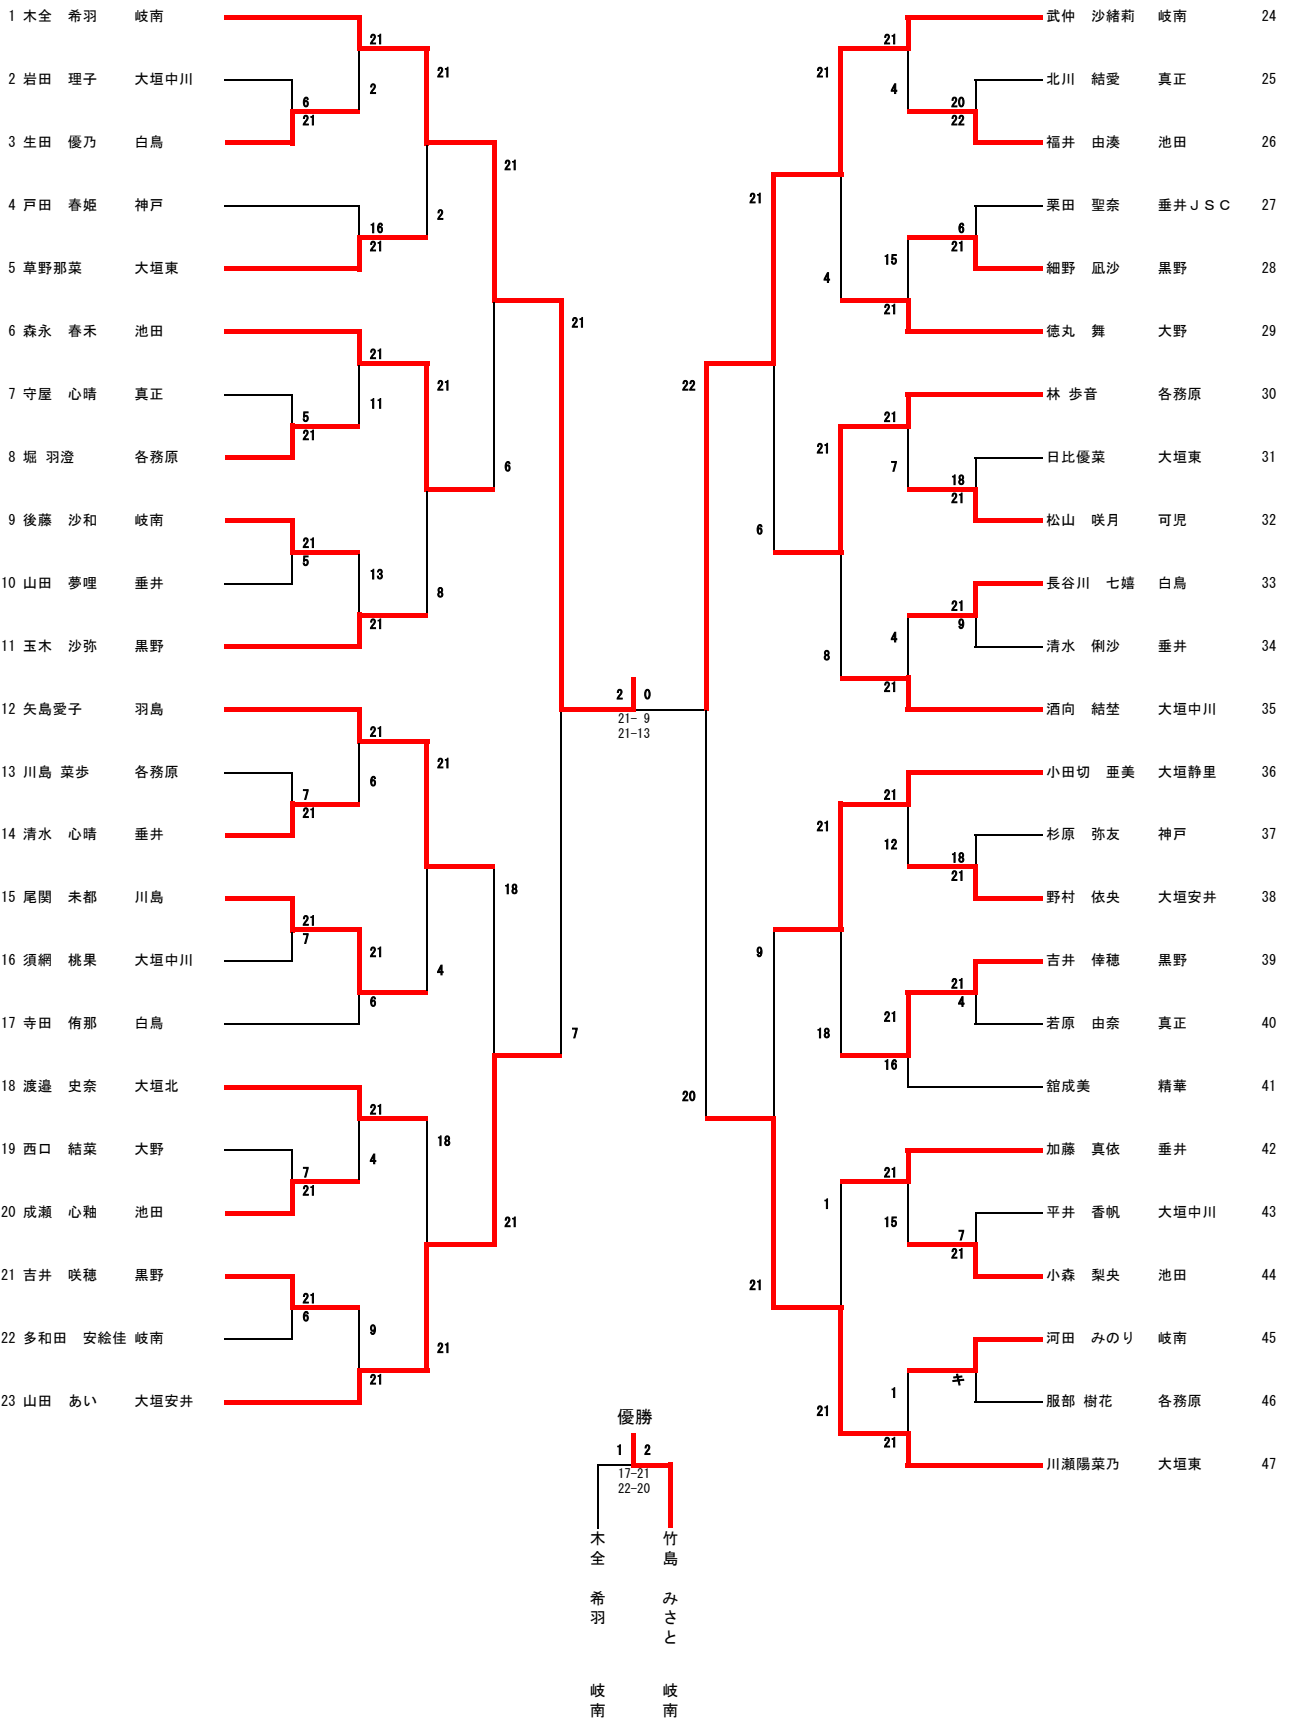 1 木全　希羽 岐南
21
21
2 岩田　理子 大垣中川
2
6
21
3 生田　優乃 白鳥
21
4 戸田　春姫 神戸
2
16
21
5 草野那菜 大垣東
21
6 森永　春禾 池田
21
21
7 守屋　心晴 真正
11
5
21
8 堀 羽澄 各務原
6
9 後藤　沙和 岐南
21
5
13
10 山田　夢哩 垂井
8
21
11 玉木　沙弥 黒野
12 矢島愛子 羽島
21
21
13 川島 菜歩 各務原
6
7
21
14 清水　心晴 垂井
18
15 尾関　未都 川島
21
7
21
16 須網　桃果 大垣中川
4
6
17 寺田　侑那 白鳥
7
18 渡邉　史奈 大垣北
21
18
19 西口　結菜 大野
4
7
21
20 成瀬　心釉 池田
21
21 吉井　咲穂 黒野
21
6
9
22 多和田　安絵佳 岐南
21
21
23 山田　あい 大垣安井
2 0
21- 9
21-13
武仲　沙緒莉 岐南 24
21
21
北川　結愛 真正 25
4
20
22
福井　由湊 池田 26
21
栗田　聖奈 垂井ＪＳＣ 27
6
21
15
4
細野　凪沙 黒野 28
21
徳丸　舞 大野 29
22
林 歩音 各務原 30
21
21
日比優菜 大垣東 31
7
18
21
松山　咲月 可児 32
6
長谷川　七嬉 白鳥 33
21
9
4
清水　俐沙 垂井 34
8
21
酒向　結埜 大垣中川 35
小田切　亜美 大垣静里 36
21
21
杉原　弥友 神戸 37
12
18
21
野村　依央 大垣安井 38
9
吉井　倖穂 黒野 39
21
4
21
若原　由奈 真正 40
18
16
舘成美 精華 41
20
加藤　真依 垂井 42
21
1
平井　香帆 大垣中川 43
15
7
21
小森　梨央 池田 44
21
河田　みのり 岐南 45
キ
1
服部 樹花 各務原 46
21
21
川瀬陽菜乃 大垣東 47
優勝
1 2
17-21
22-20
木全　希羽　岐南
竹島　みさと　岐南